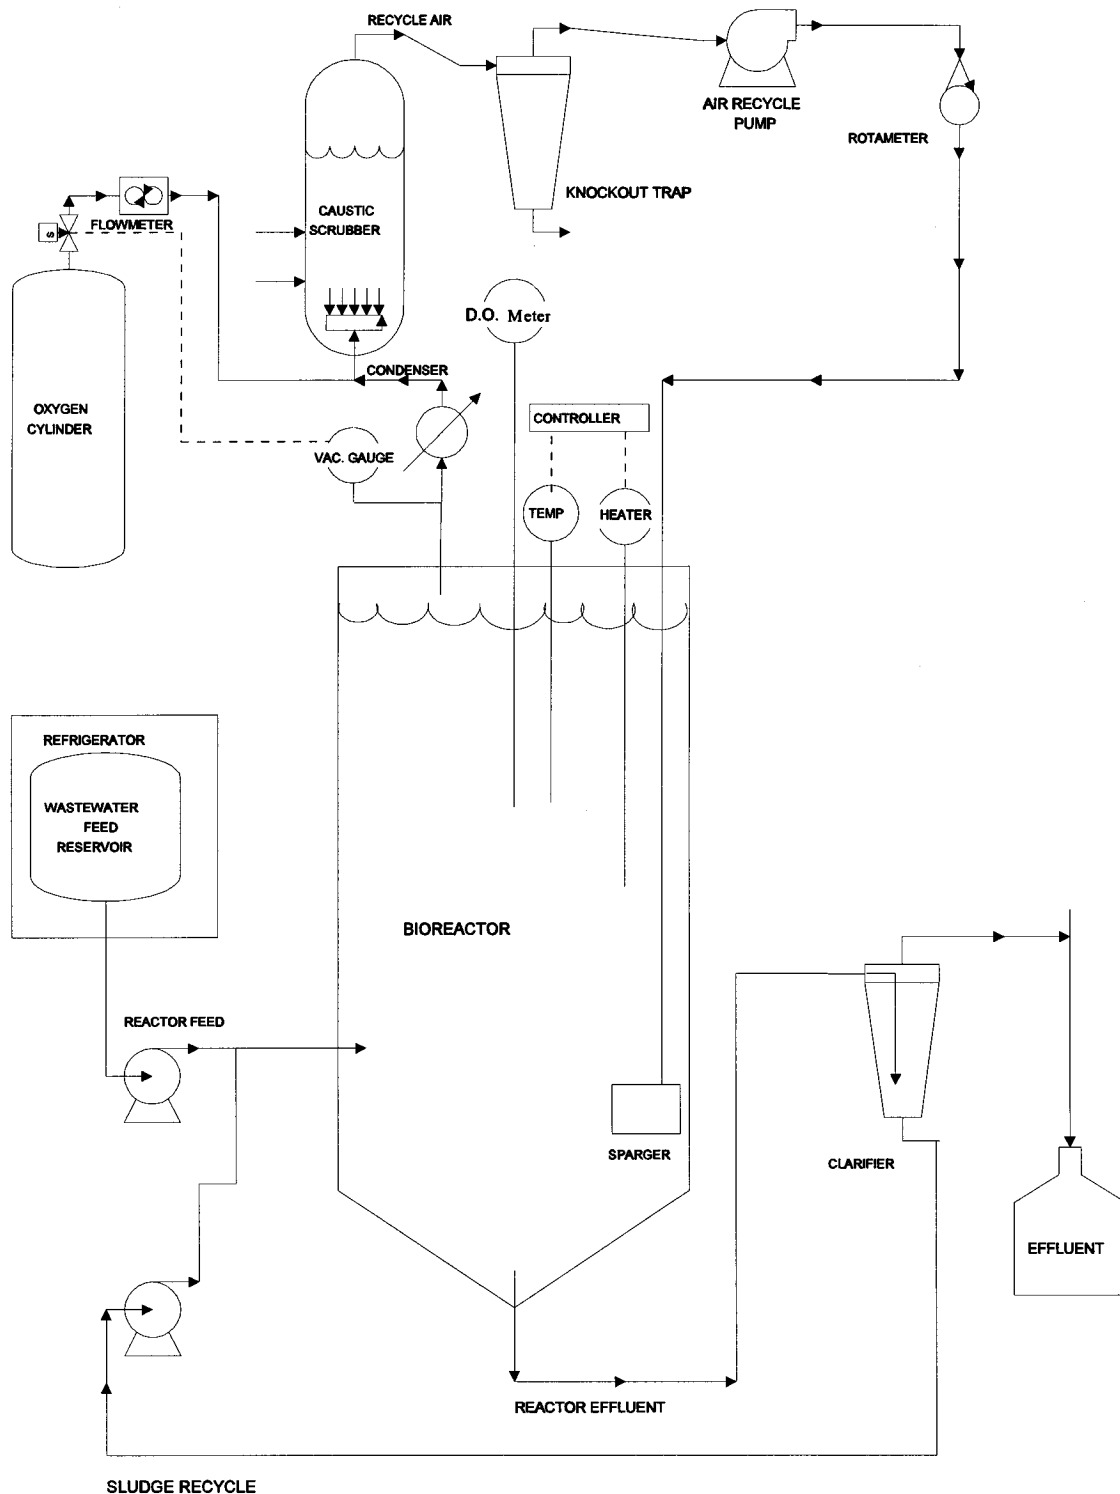 RECYCLE AIR
AIR RECYCLE
PUMP
ROTAMETER
KNOCKOUT TRAP
FLOWMETER
S
CAUSTIC
SCRUBBER
D.O. Meter
CONDENSER
OXYGEN
CYLINDER
CONTROLLER
VAC. GAUGE
TEMP
HEATER
REFRIGERATOR
WASTEWATER
FEED
RESERVOIR
BIOREACTOR
REACTOR FEED
SPARGER
CLARIFIER
EFFLUENT
REACTOR EFFLUENT
SLUDGE RECYCLE